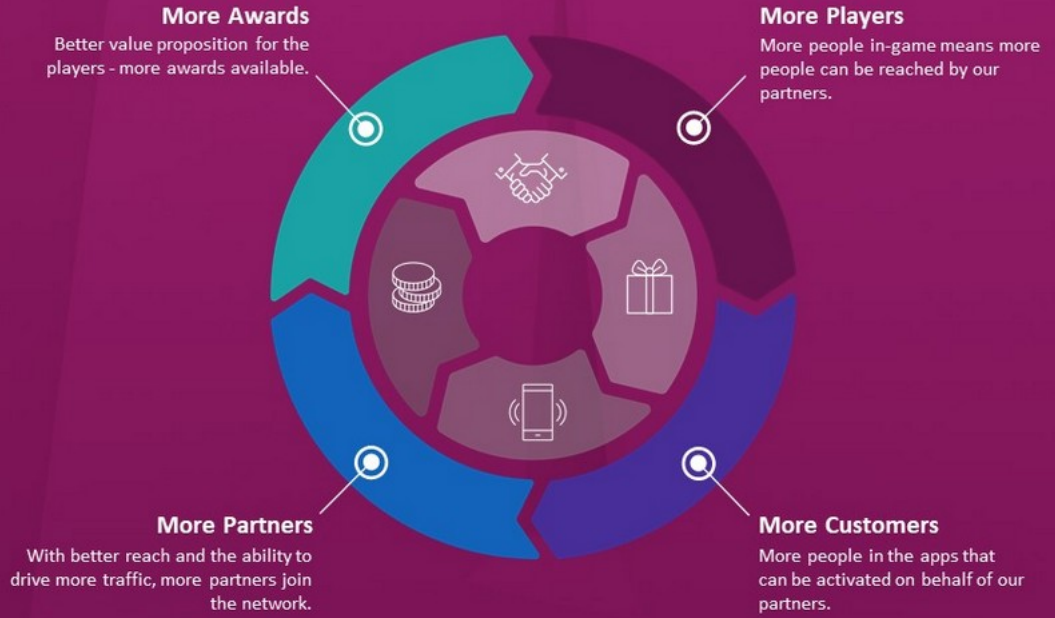 More Awards
Better value proposition for the
players - more awards available.
More Players
More people in-game means more
people can be reached by our
partners.
More Partners
With better reach and the ability to
drive more traffic, more partners join
the network.
More Customers
More people in the apps that
can be activated on behalf of our
partners.